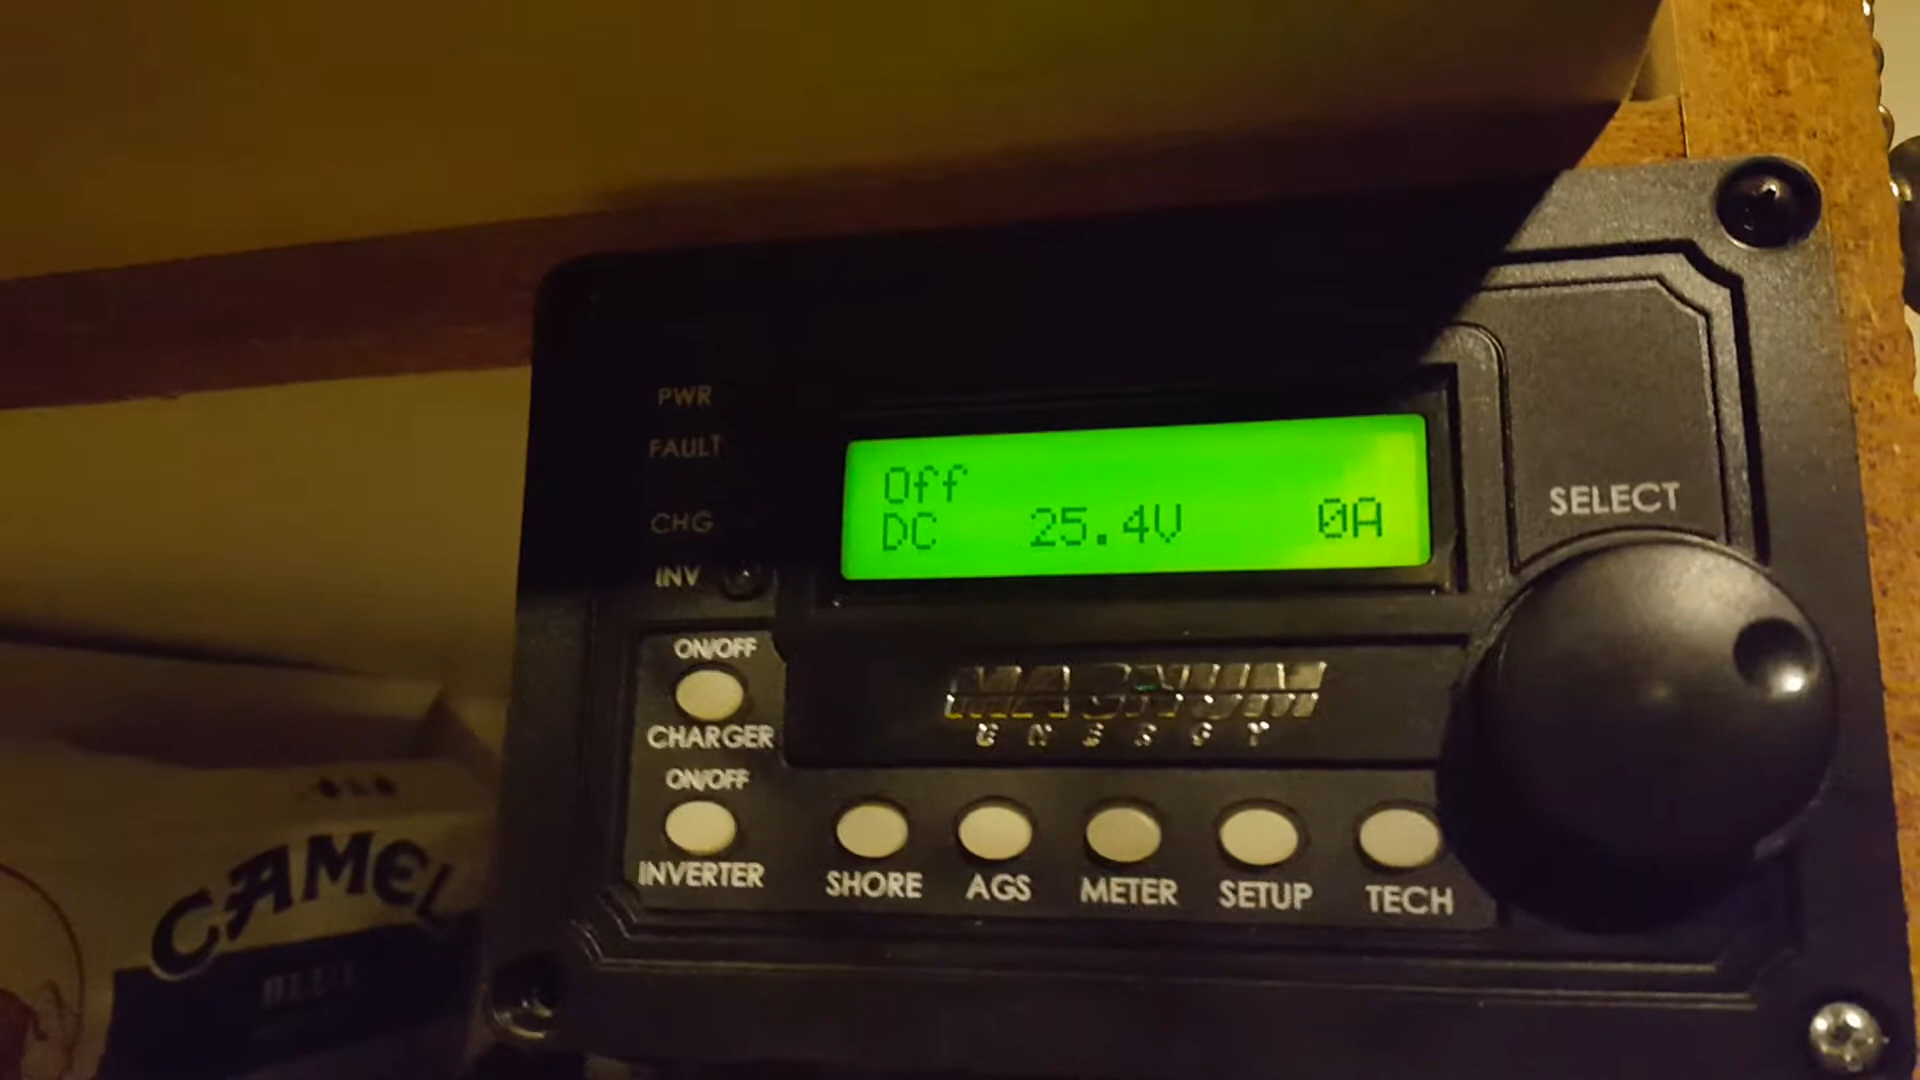 PWR
FAULT
CHG
INV
Off
DC 25.4V 0A
SELECT
ON/OFF
CHARGER
ON/OFF
INVERTER
MAGNUM
ENERGY
SHORE AGS METER SETUP TECH
CAMEL
BLUE